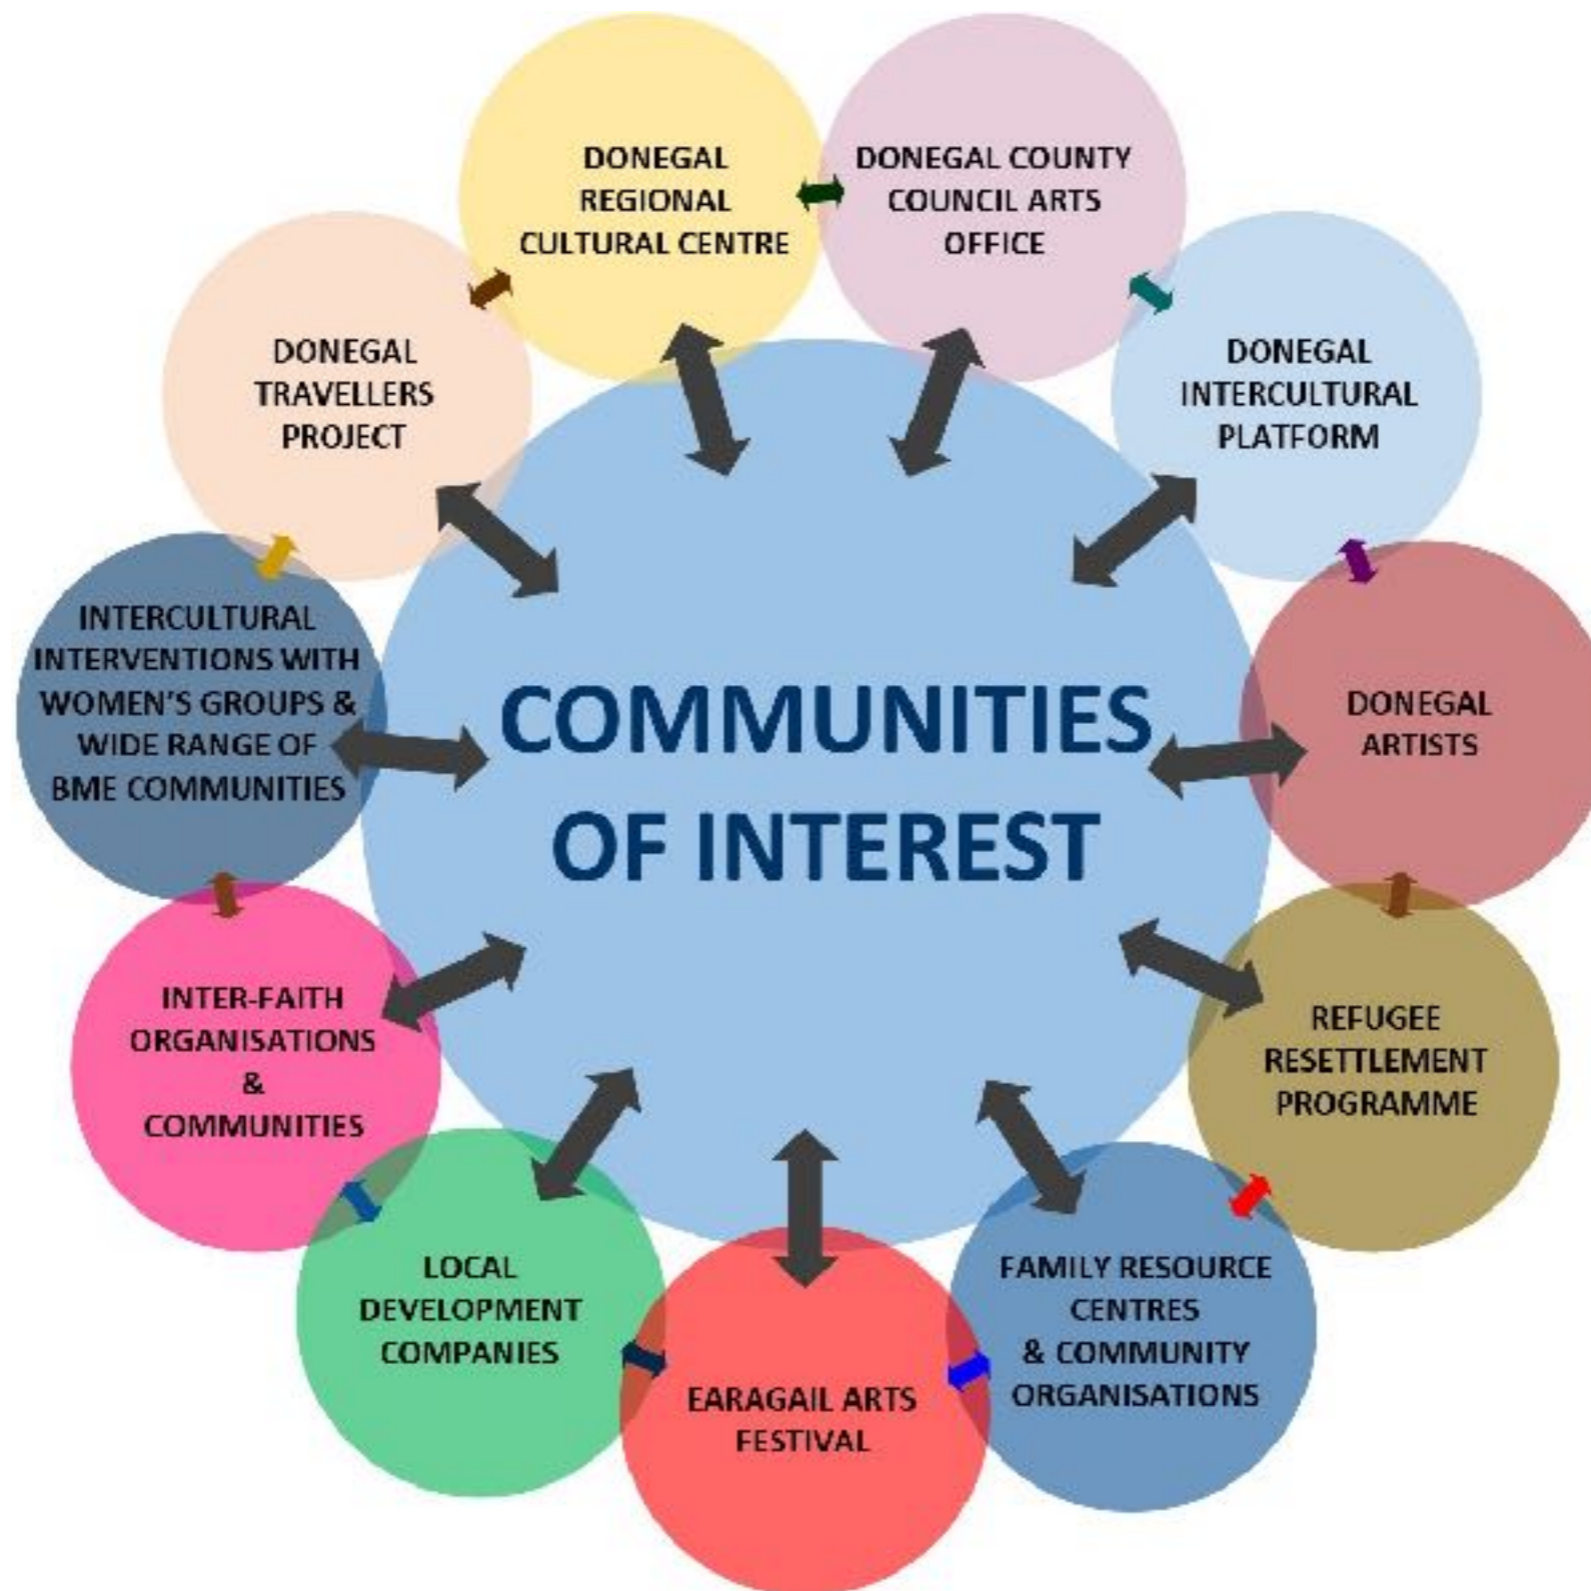 DONEGAL
REGIONAL
CULTURAL CENTRE
DONEGAL COUNTY
COUNCIL ARTS
OFFICE
DONEGAL
INTERCULTURAL
PLATFORM
DONEGAL
ARTISTS
REFUGEE
RESETTLEMENT
PROGRAMME
FAMILY RESOURCE
CENTRES
& COMMUNITY
ORGANISATIONS
EARAGAIL ARTS
FESTIVAL
LOCAL
DEVELOPMENT
COMPANIES
INTER-FAITH
ORGANISATIONS
&
COMMUNITIES
INTERCULTURAL
INTERVENTIONS WITH
WOMEN'S GROUPS &
WIDE RANGE OF
BME COMMUNITIES
DONEGAL
TRAVELLERS
PROJECT
COMMUNITIES
OF INTEREST